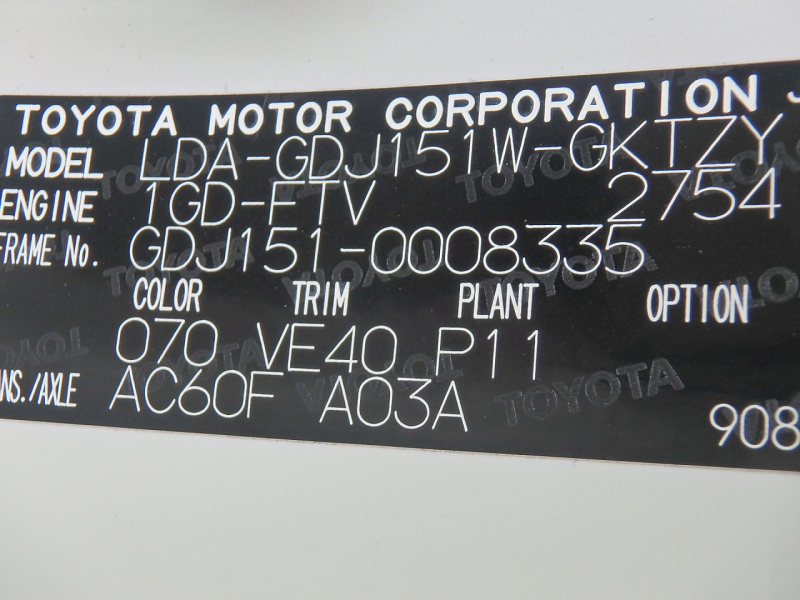 TOYOTA MOTOR CORPORATION
MODEL LDA-GDJ151W-GKTZY
ENGINE 1GD-FTV 2754
FRAME No. GDJ151-0008335
COLOR TRIM PLANT OPTION
070 VE40 P11
NS./AXLE AC60F A03A
908